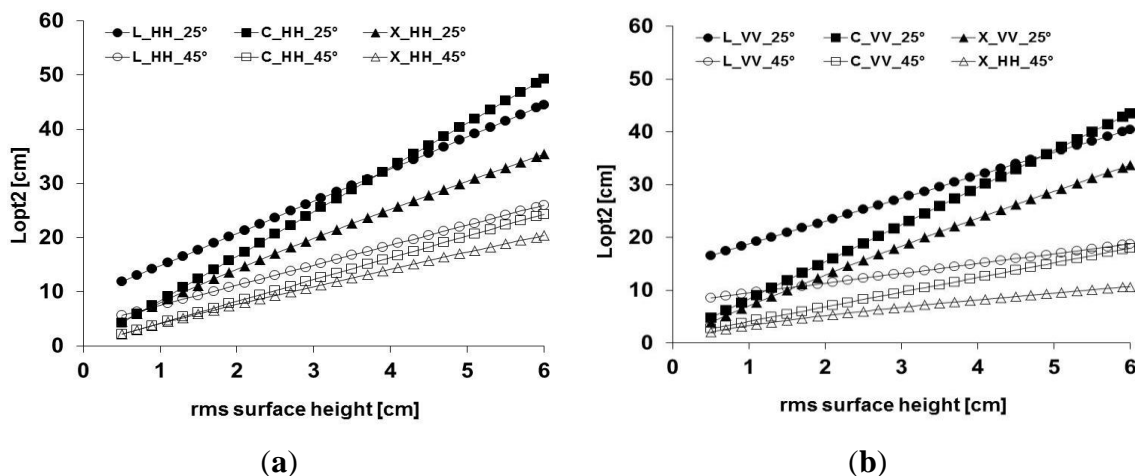 60
L_HH_25° C_HH_25° X_HH_25°
L_HH_45° C_HH_45° X_HH_45°
50
40
30
20
10
0
Lopt2 [cm]
0 1 2 3 4 5 6
rms surface height [cm]
(a)
60
L_VV_25° C_VV_25° X_VV_25°
L_VV_45° C_VV_45° X_HH_45°
50
40
30
20
10
0
Lopt2 [cm]
0 1 2 3 4 5 6
rms surface height [cm]
(b)